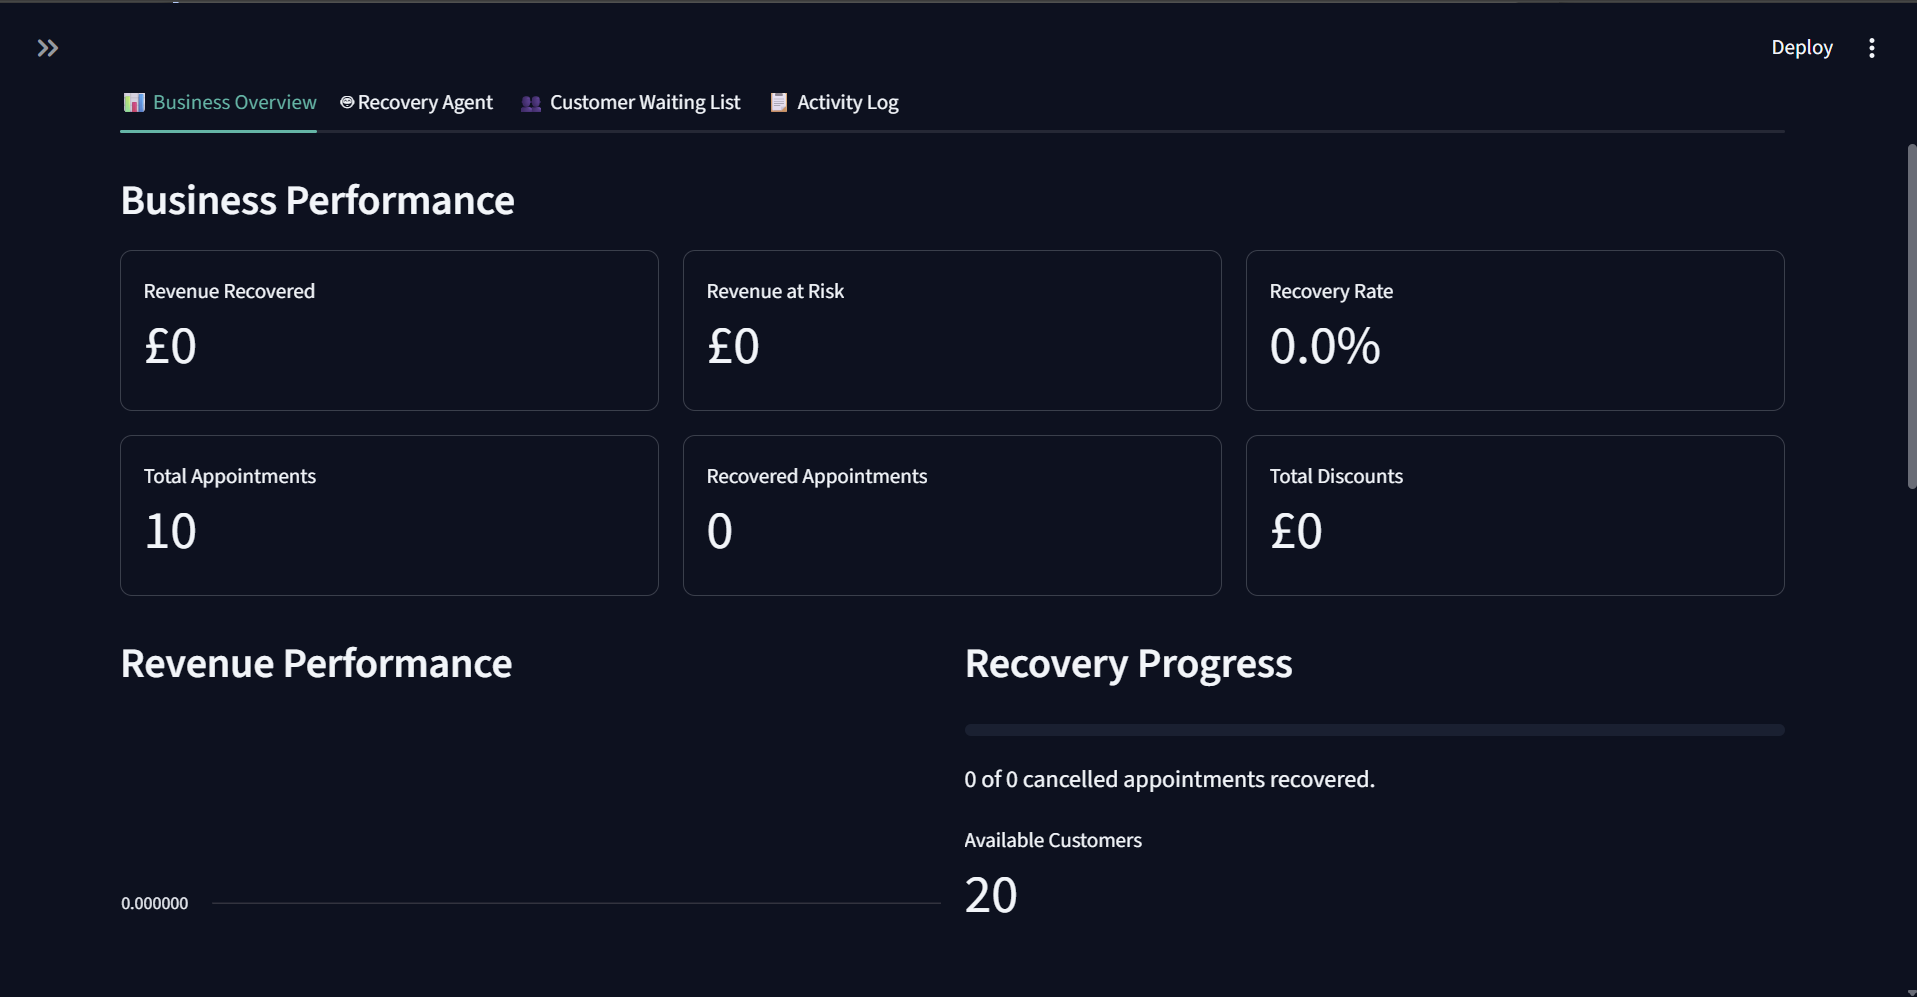 Deploy
Business Overview Recovery Agent Customer Waiting List Activity Log
Business Performance
Revenue Recovered Revenue at Risk Recovery Rate
£0 £0 0.0%
Total Appointments Recovered Appointments Total Discounts
10 0 £0
Revenue Performance Recovery Progress
0 of 0 cancelled appointments recovered.
Available Customers
20
0.000000